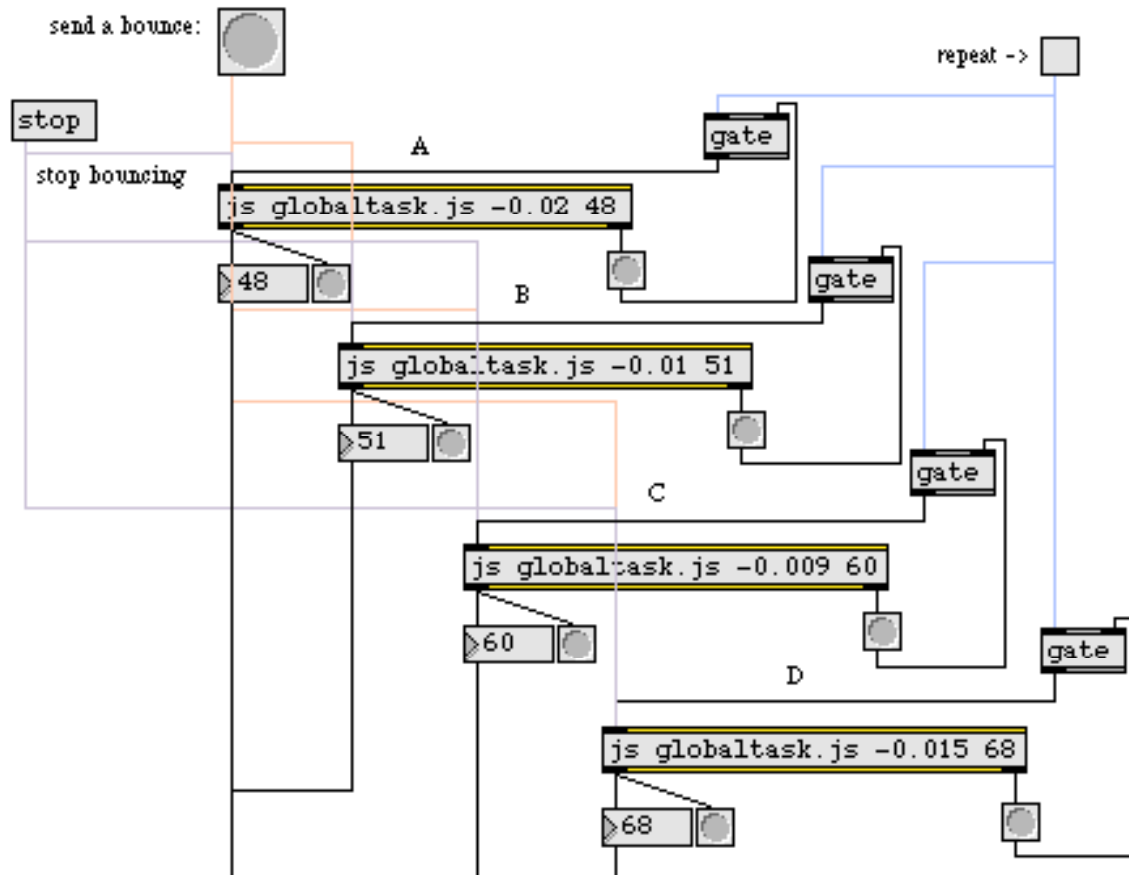 send a bounce:
repeat ->
stop
gate
A
stop bouncing
js globaltask.js -0.02 48
48
gate
B
js globaltask.js -0.01 51
51
gate
C
js globaltask.js -0.009 60
60
gate
D
js globaltask.js -0.015 68
68